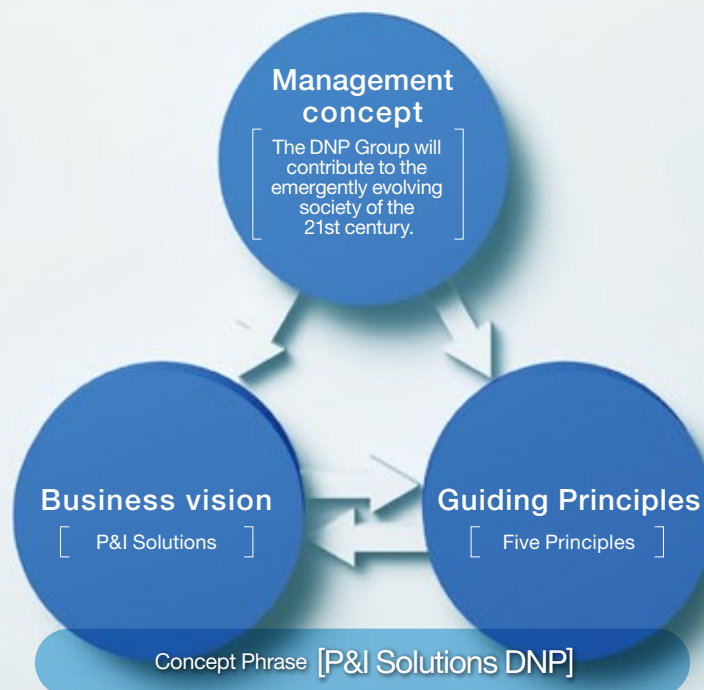 Management
concept
The DNP Group will
contribute to the
emergently evolving
society of the
21st century.
Business vision
[ P&I Solutions ]
Guiding Principles
[ Five Principles ]
Concept Phrase [P&I Solutions DNP]